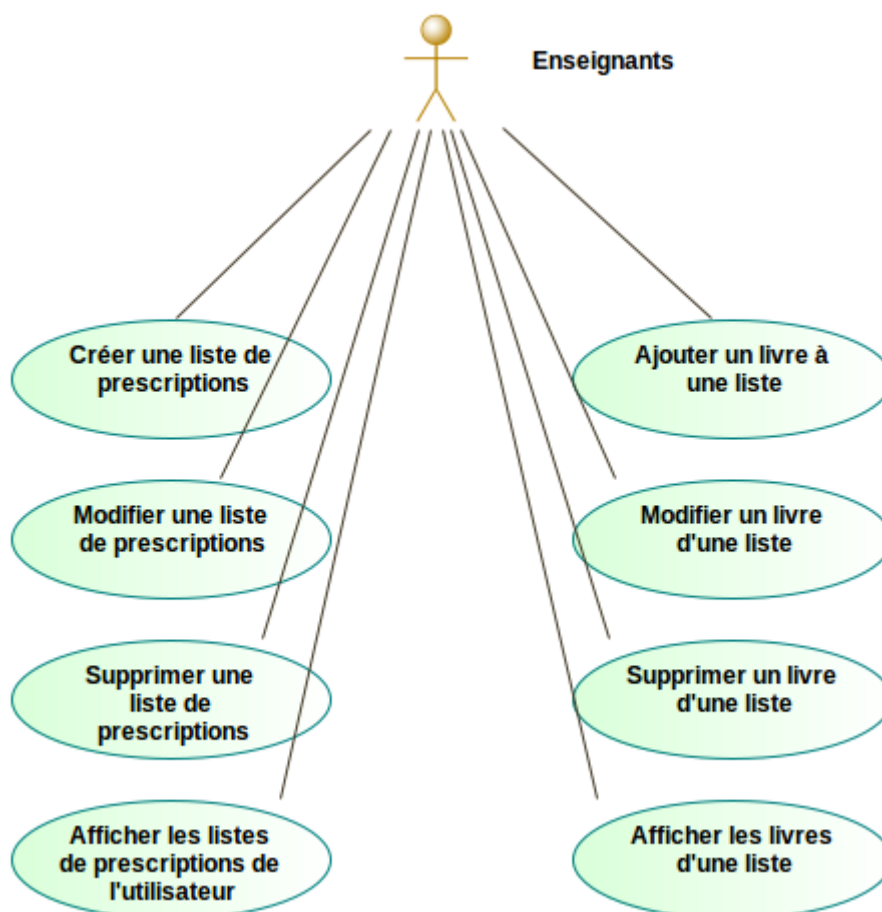 Enseignants
Créer une liste de
prescriptions
Ajouter un livre à
une liste
Modifier une liste
de prescriptions
Modifier un livre
d'une liste
Supprimer une
liste de
prescriptions
Supprimer un livre
d'une liste
Afficher les listes
de prescriptions de
l'utilisateur
Afficher les livres
d'une liste